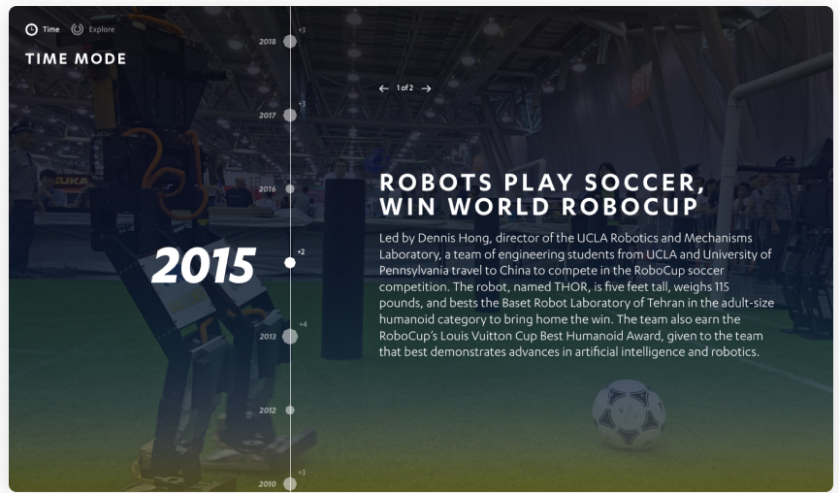 Time Explore
TIME MODE
2018 +3
1 of 2
2017 +3
2016
ROBOTS PLAY SOCCER,
WIN WORLD ROBOCUP
KUKA
Led by Dennis Hong, director of the UCLA Robotics and Mechanisms
Laboratory, a team of engineering students from UCLA and University of
Pennsylvania travel to China to compete in the RoboCup soccer
competition. The robot, named THOR, is five feet tall, weighs 115
pounds, and bests the Baset Robot Laboratory of Tehran in the adult-size
humanoid category to bring home the win. The team also earn the
RoboCup's Louis Vuitton Cup Best Humanoid Award, given to the team
that best demonstrates advances in artificial intelligence and robotics.
2015 +2
2013 +4
2012
2010 +3